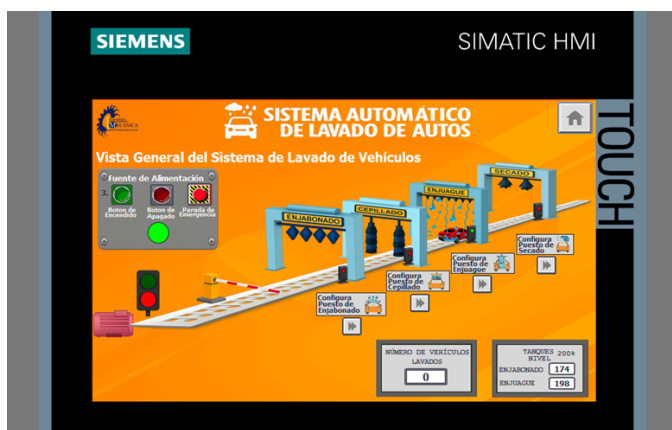 SIEMENS
SIMATIC HMI
TOUCH
MECANICA
SISTEMA AUTOMÁTICO
DE LAVADO DE AUTOS
Vista General del Sistema de Lavado de Vehículos
Fuente de Alimentación
3.
Boton de
Encendido
Boton de
Apagado
Parada de
Emergencia
ENJABONADO
CEPILLADO
ENJUAGUE
SECADO
Configura
Puesto de
Enjabonado
Configura
Puesto de
Cepillado
Configura
Puesto de
Enjuague
Configura
Puesto de
Secado
NÚMERO DE VEHÍCULOS
LAVADOS
0
TANQUES 200%
NIVEL
ENJABONADO 174
ENJUAGUE 198